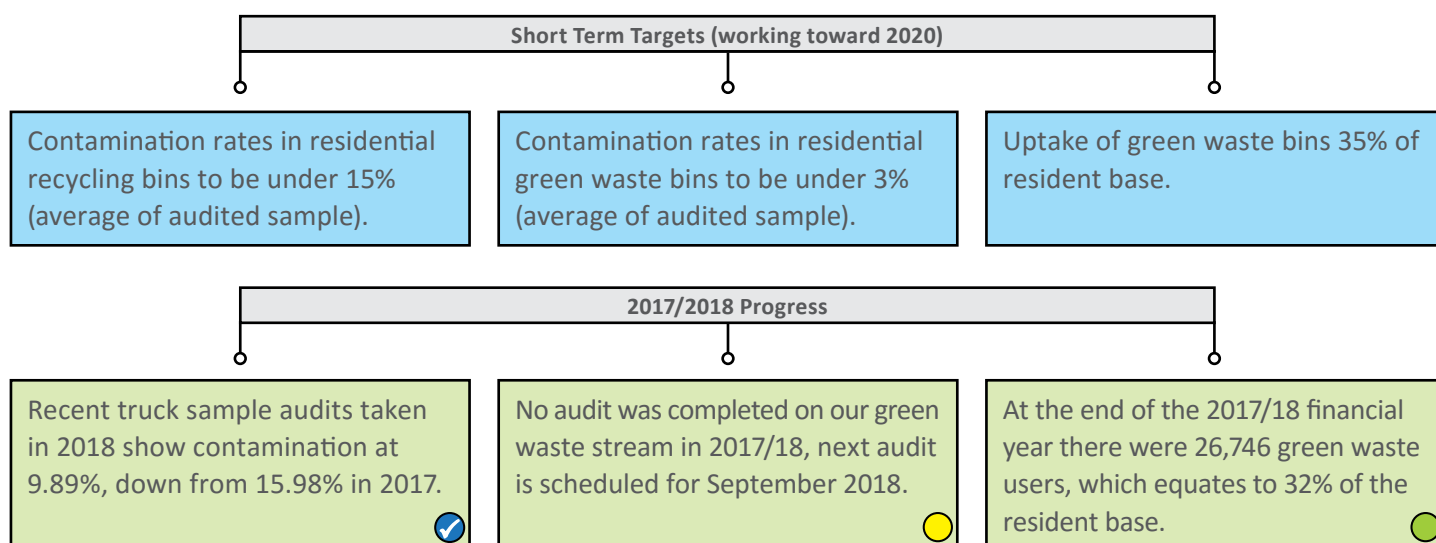 Short Term Targets (working toward 2020)
Contamination rates in residential
recycling bins to be under 15%
(average of audited sample).
Contamination rates in residential
green waste bins to be under 3%
(average of audited sample).
Uptake of green waste bins 35% of
resident base.
2017/2018 Progress
Recent truck sample audits taken
in 2018 show contamination at
9.89%, down from 15.98% in 2017.
No audit was completed on our green
waste stream in 2017/18, next audit
is scheduled for September 2018.
At the end of the 2017/18 financial
year there were 26,746 green waste
users, which equates to 32% of the
resident base.